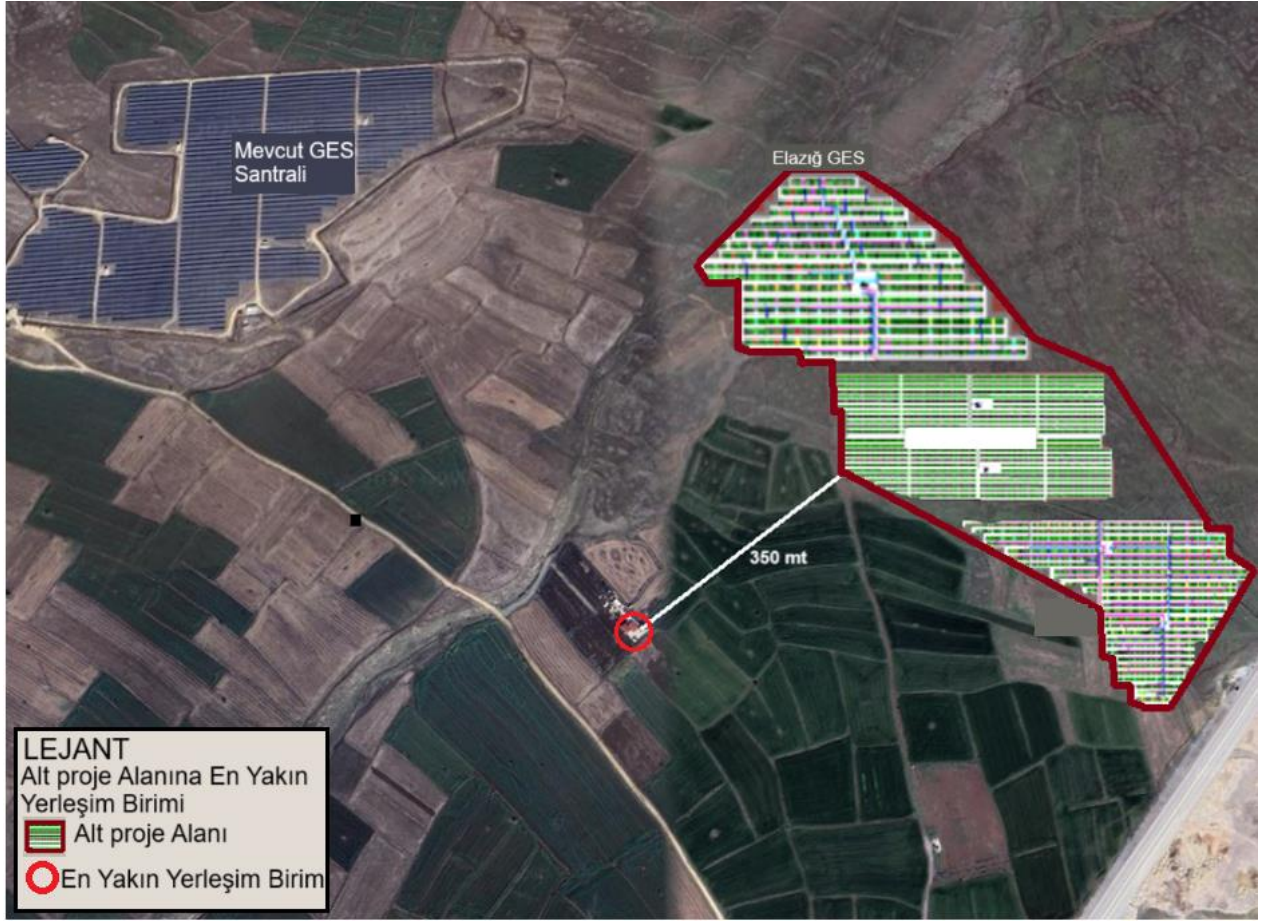 Mevcut GES
Santrali
Elazığ GES
350 mt
LEJANT
Alt proje Alanına En Yakın
Yerleşim Birimi
Alt proje Alanı
En Yakın Yerleşim Birim